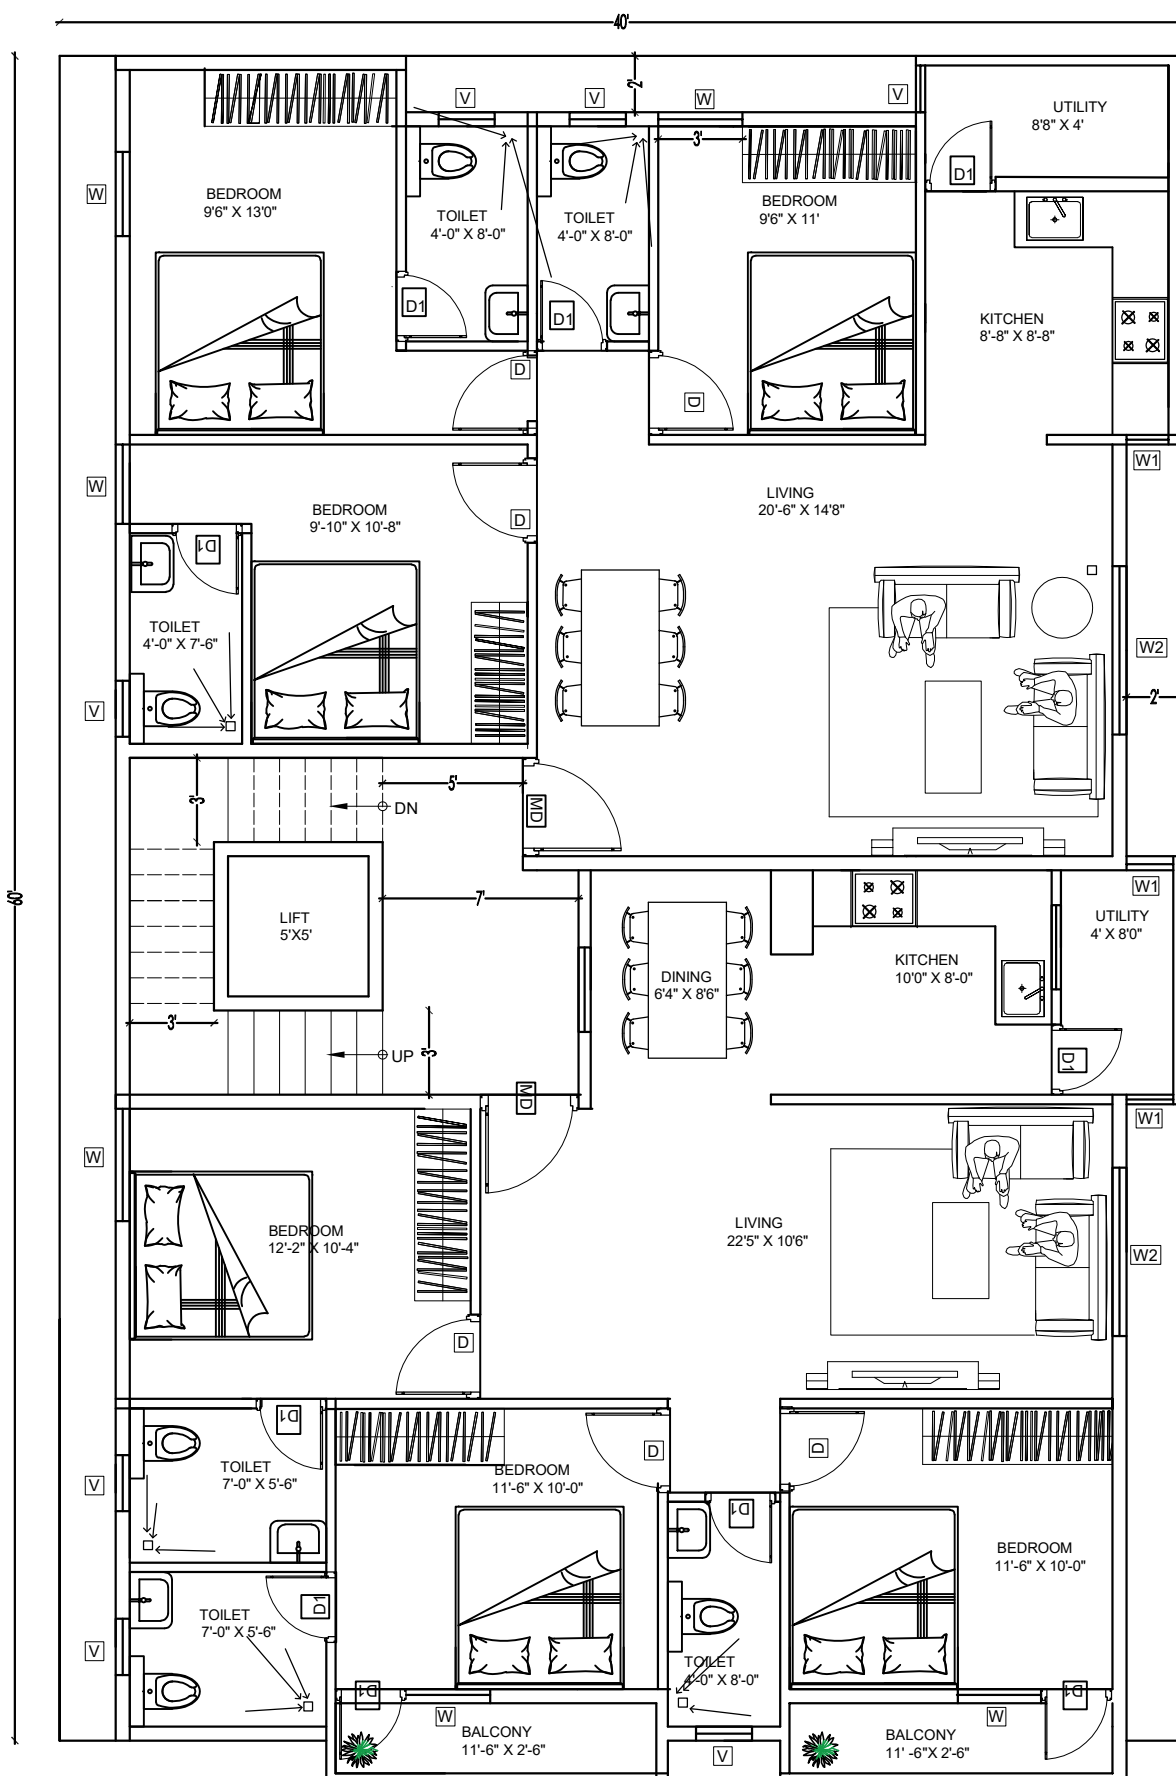 40'
2'
V
V
W
V
UTILITY
8'8" X 4'
3'
D1
W
BEDROOM
9'6" X 13'0"
TOILET
4'-0" X 8'-0"
TOILET
4'-0" X 8'-0"
BEDROOM
9'6" X 11'
D1
D1
KITCHEN
8'-8" X 8'-8"
D
D
W
BEDROOM
9'-10" X 10'-8"
D
LIVING
20'-6" X 14'8"
W1
D1
TOILET
4'-0" X 7'-6"
W2
V
2'
3'
5'
DN
MD
60'
LIFT
5'X5'
7'
W1
UTILITY
4' X 8'0"
DINING
6'4" X 8'6"
KITCHEN
10'0" X 8'-0"
3'
UP
3'
D1
MD
W1
W
BEDROOM
12'-2" X 10'-4"
LIVING
22'5" X 10'6"
W2
D
D1
TOILET
7'-0" X 5'-6"
V
BEDROOM
11'-6" X 10'-0"
D
D
D1
BEDROOM
11'-6" X 10'-0"
TOILET
7'-0" X 5'-6"
D1
V
TOILET
4'-0" X 8'-0"
D1
D1
W
BALCONY
11'-6" X 2'-6"
V
W
BALCONY
11' -6"X 2'-6"